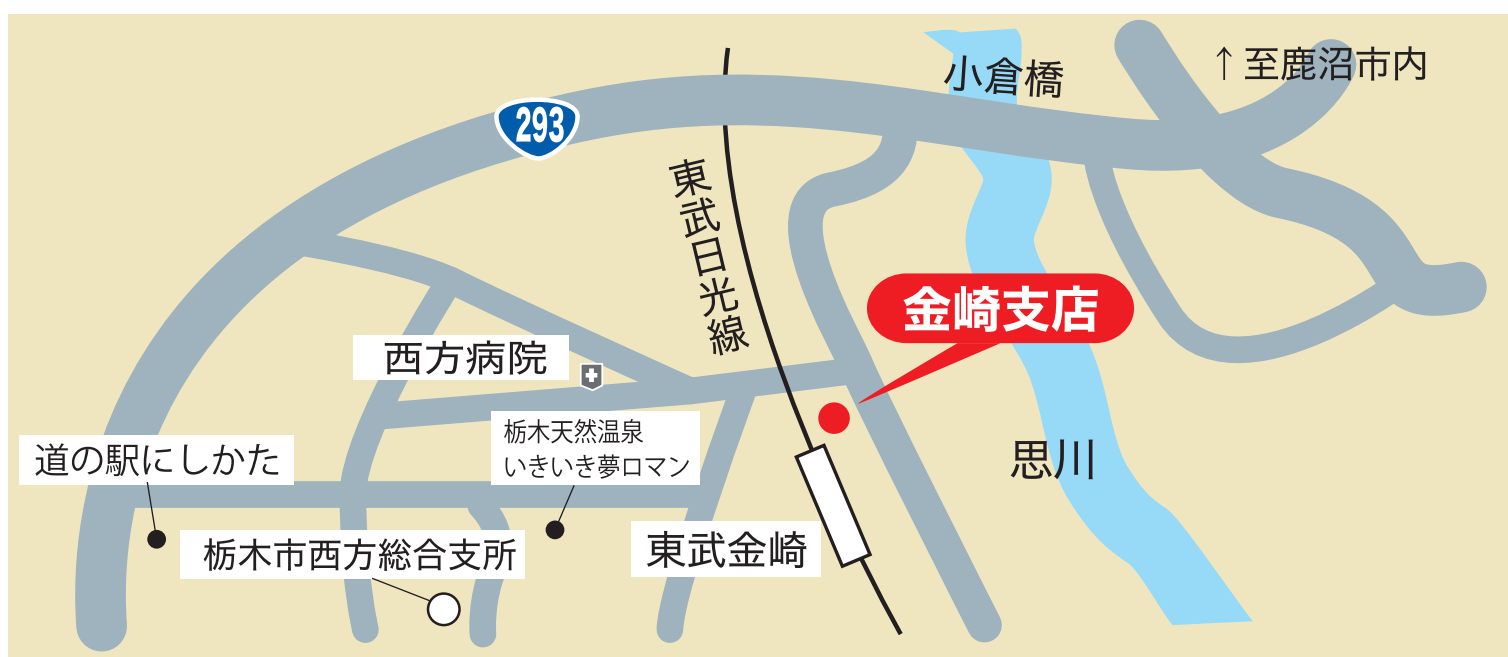 小倉橋
↑至鹿沼市内
293
東武日光線
金崎支店
西方病院
栃木天然温泉
いきいき夢ロマン
道の駅にしかた
思川
栃木市西方総合支所
東武金崎